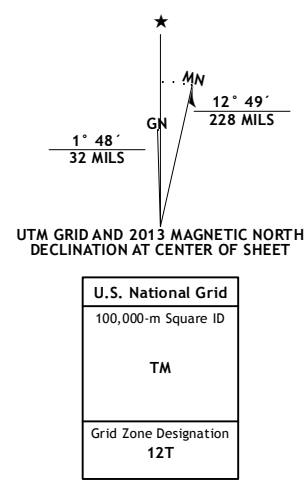 MN
12° 49´
228 MILS
GN
1° 48´
32 MILS
UTM GRID AND 2013 MAGNETIC NORTH
DECLINATION AT CENTER OF SHEET
U.S. National Grid
100,000-m Square ID
TM
Grid Zone Designation
12T